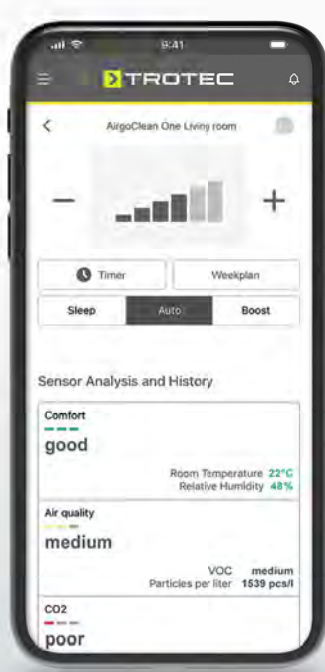 9:41
TROTEC
AirgoClean One Living room
Timer
Weekplan
Sleep
Auto
Boost
Sensor Analysis and History
Comfort
good
Room Temperature 22°C
Relative Humidity 48%
Air quality
medium
VOC medium
Particles per liter 1539 pcs/l
CO2
poor